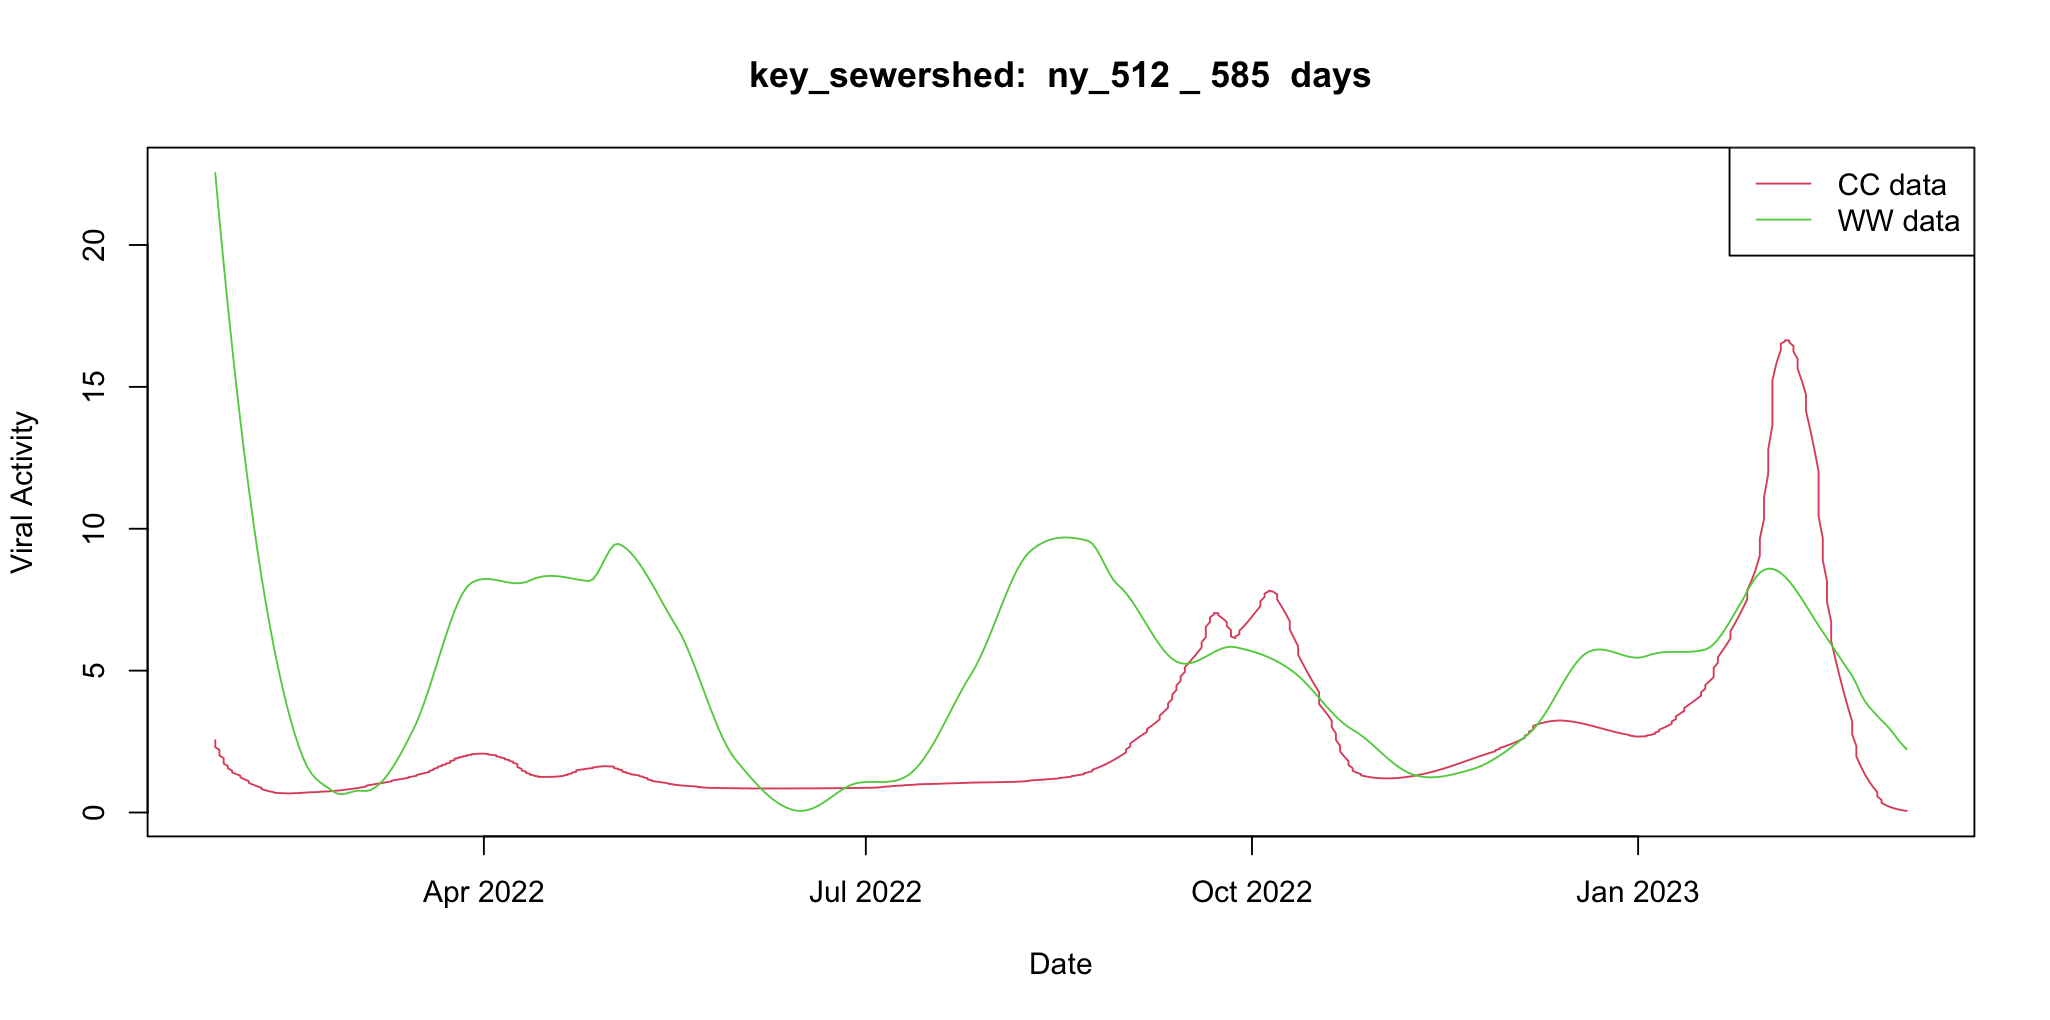 key_sewershed:  ny_512 _ 585  days
CC data
WW data
Viral Activity
20
15
10
5
0
Apr 2022
Jul 2022
Oct 2022
Jan 2023
Date